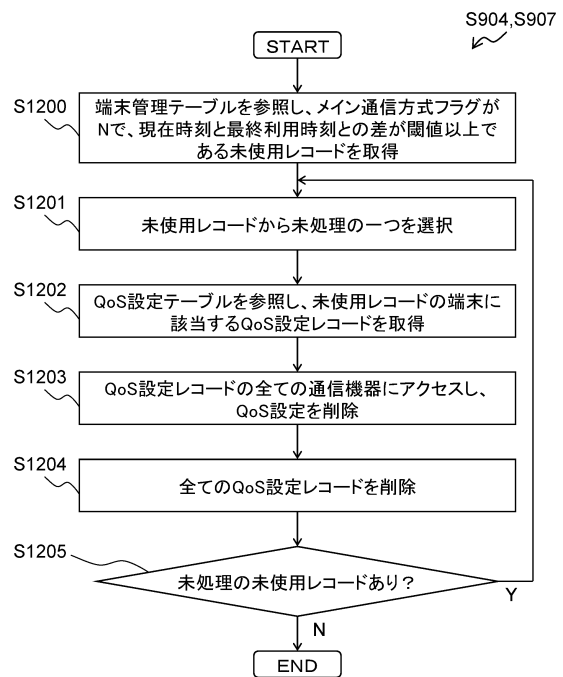 S904,S907
START
S1200
端末管理テーブルを参照し、メイン通信方式フラグが
Nで、現在時刻と最終利用時刻との差が閾値以上で
ある未使用レコードを取得
S1201
未使用レコードから未処理の一つを選択
S1202
QoS設定テーブルを参照し、未使用レコードの端末に
該当するQoS設定レコードを取得
S1203
QoS設定レコードの全ての通信機器にアクセスし、
QoS設定を削除
S1204
全てのQoS設定レコードを削除
S1205
未処理の未使用レコードあり?
Y
N
END